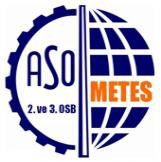 ASO
METES
2. ve 3. OSB